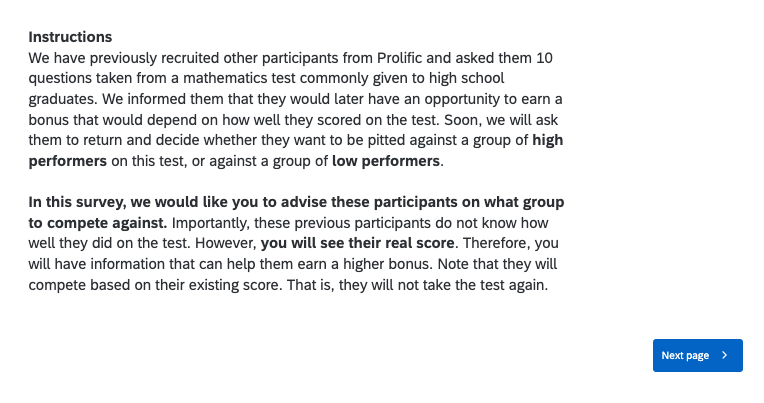 Instructions
We have previously recruited other participants from Prolific and asked them 10
questions taken from a mathematics test commonly given to high school
graduates. We informed them that they would later have an opportunity to earn a
bonus that would depend on how well they scored on the test. Soon, we will ask
them to return and decide whether they want to be pitted against a group of high
performers on this test, or against a group of low performers.
In this survey, we would like you to advise these participants on what group
to compete against. Importantly, these previous participants do not know how
well they did on the test. However, you will see their real score. Therefore, you
will have information that can help them earn a higher bonus. Note that they will
compete based on their existing score. That is, they will not take the test again.
Next page